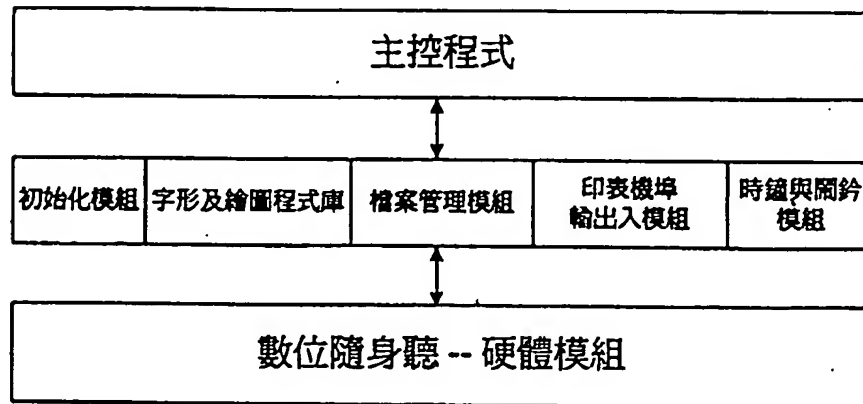 主控程式
初始化模組
字形及繪圖程式庫
檔案管理模組
印表機埠
輸出入模組
時鐘與鬧鈴
模組
數位隨身聽 -- 硬體模組